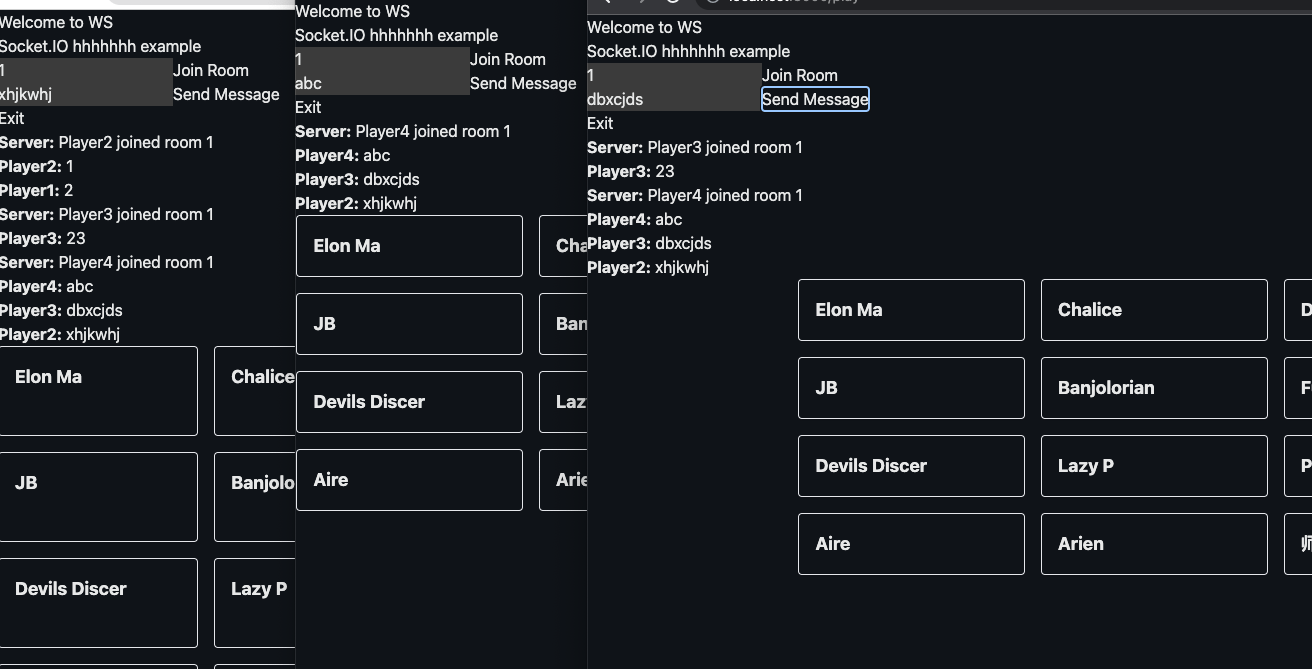 Welcome to WS
Socket.IO hhhhhhh example
1
Join Room
xhjkwhj
Send Message
Exit
Server: Player2 joined room 1
Player2: 1
Player1: 2
Server: Player3 joined room 1
Player3: 23
Server: Player4 joined room 1
Player4: abc
Player3: dbxcjds
Player2: xhjkwhj
Elon Ma
Chalice
JB
Banjolo
Devils Discer
Lazy P
Welcome to WS
Socket.IO hhhhhhh example
1
Join Room
abc
Send Message
Exit
Server: Player4 joined room 1
Player4: abc
Player3: dbxcjds
Player2: xhjkwhj
Elon Ma
Cha
JB
Ban
Devils Discer
Laz
Aire
Arie
Welcome to WS
Socket.IO hhhhhhh example
1
Join Room
dbxcjds
Send Message
Exit
Server: Player3 joined room 1
Player3: 23
Server: Player4 joined room 1
Player4: abc
Player3: dbxcjds
Player2: xhjkwhj
Elon Ma
Chalice
D
JB
Banjolorian
F
Devils Discer
Lazy P
P
Aire
Arien